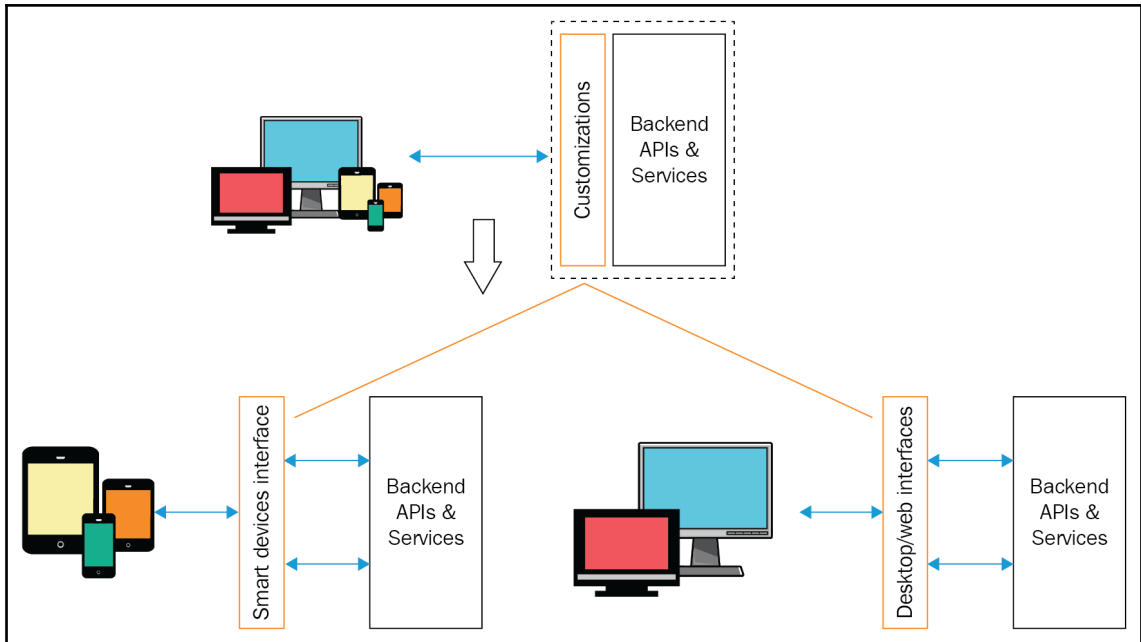 Customizations
Backend
APIs &
Services
Smart devices interface
Backend
APIs &
Services
Desktop/web interfaces
Backend
APIs &
Services